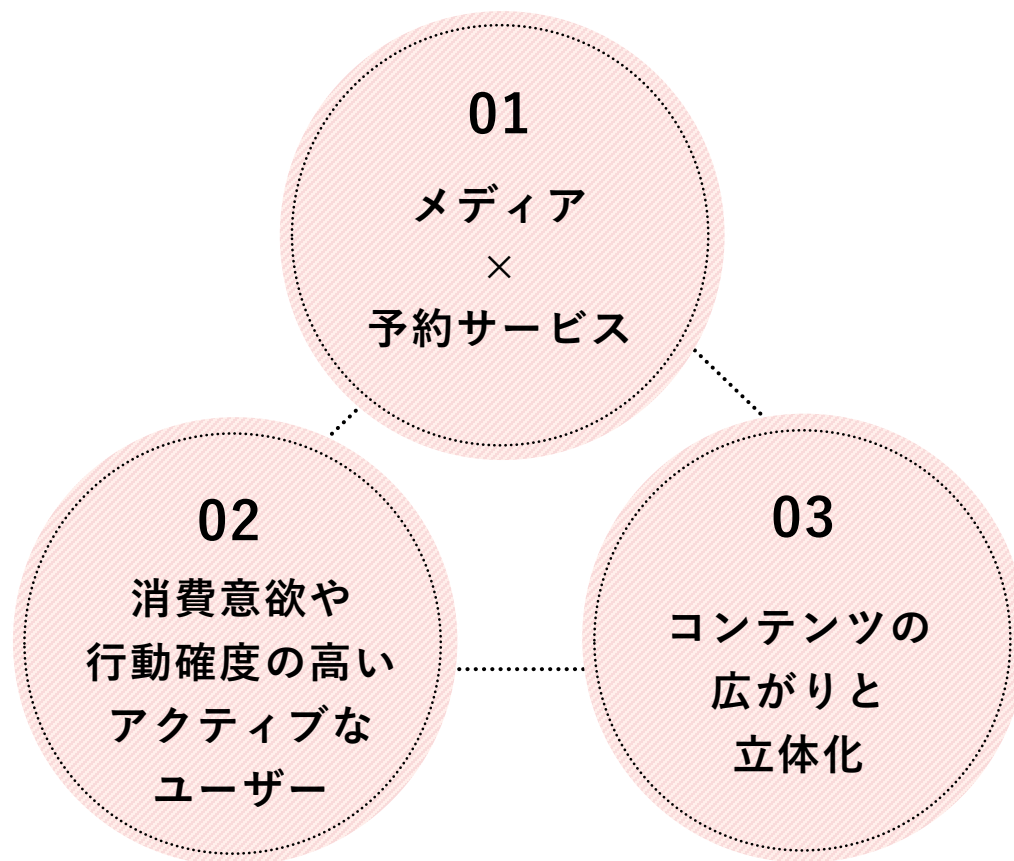 01
メディア
×
予約サービス
02
消費意欲や
行動確度の高い
アクティブな
ユーザー
03
コンテンツの
広がりと
立体化